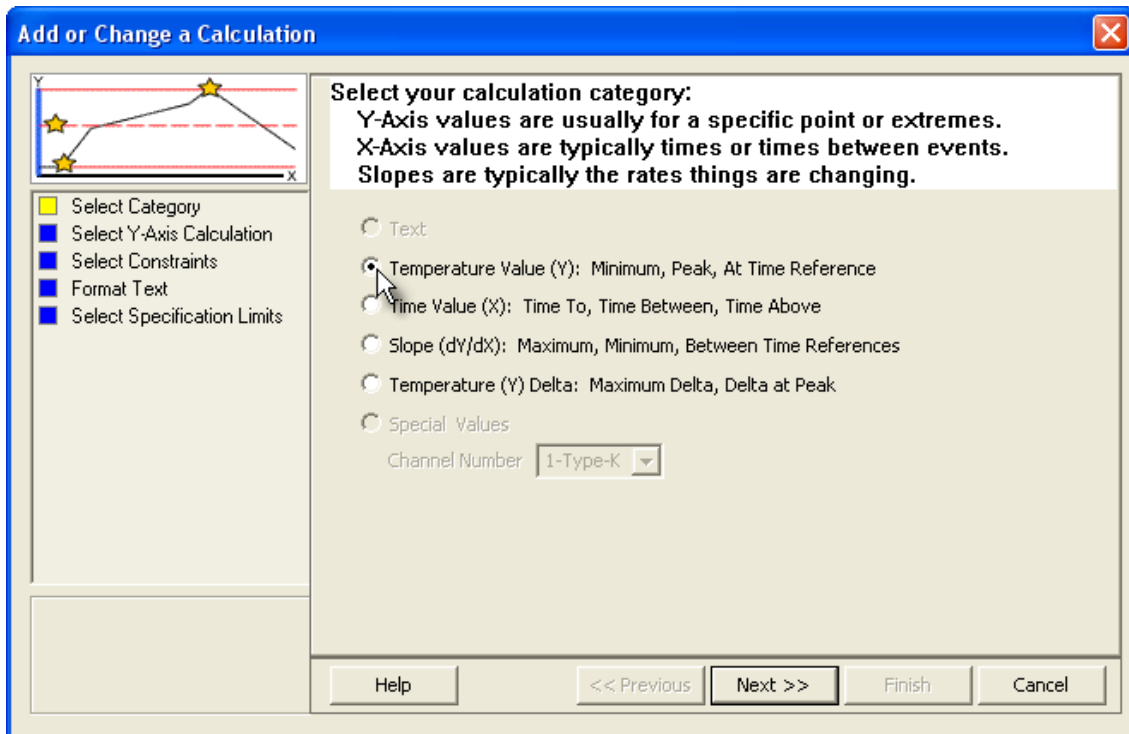 Add or Change a Calculation
Y
X
Select Category
Select Y-Axis Calculation
Select Constraints
Format Text
Select Specification Limits
Select your calculation category:
Y-Axis values are usually for a specific point or extremes.
X-Axis values are typically times or times between events.
Slopes are typically the rates things are changing.
Text
Temperature Value (Y): Minimum, Peak, At Time Reference
Time Value (X): Time To, Time Between, Time Above
Slope (dY/dX): Maximum, Minimum, Between Time References
Temperature (Y) Delta: Maximum Delta, Delta at Peak
Special Values
Channel Number 1-Type-K
Help << Previous Next >> Finish Cancel